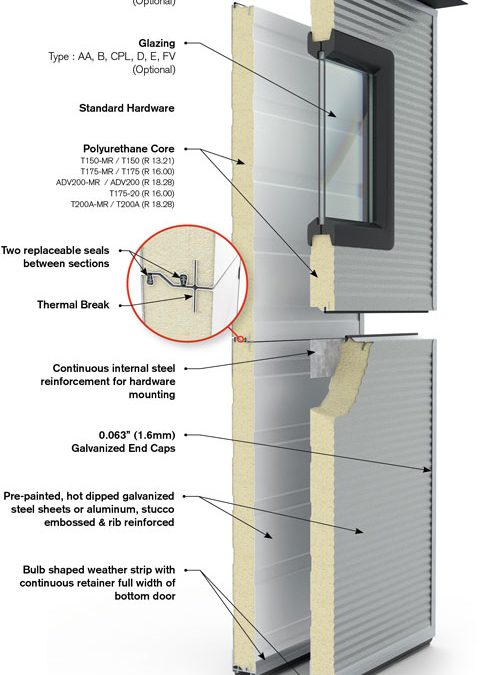 (Optional)
Glazing
Type : AA, B, CPL, D, E, FV
(Optional)
Standard Hardware
Polyurethane Core
T150-MR / T150 (R 13.21)
T175-MR / T175 (R 16.00)
ADV200-MR / ADV200 (R 18.28)
T175-20 (R 16.00)
T200A-MR / T200A (R 18.28)
Two replaceable seals
between sections
Thermal Break
Continuous internal steel
reinforcement for hardware
mounting
0.063” (1.6mm)
Galvanized End Caps
Pre-painted, hot dipped galvanized
steel sheets or aluminum, stucco
embossed & rib reinforced
Bulb shaped weather strip with
continuous retainer full width of
bottom door